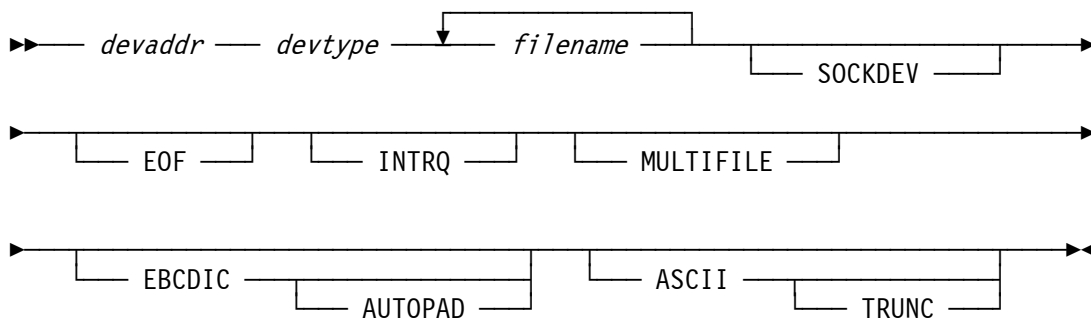 devaddr devtype filename
SOCKDEV
EOF INTRQ MULTIFILE
EBCDIC ASCII
AUTOPAD TRUNC